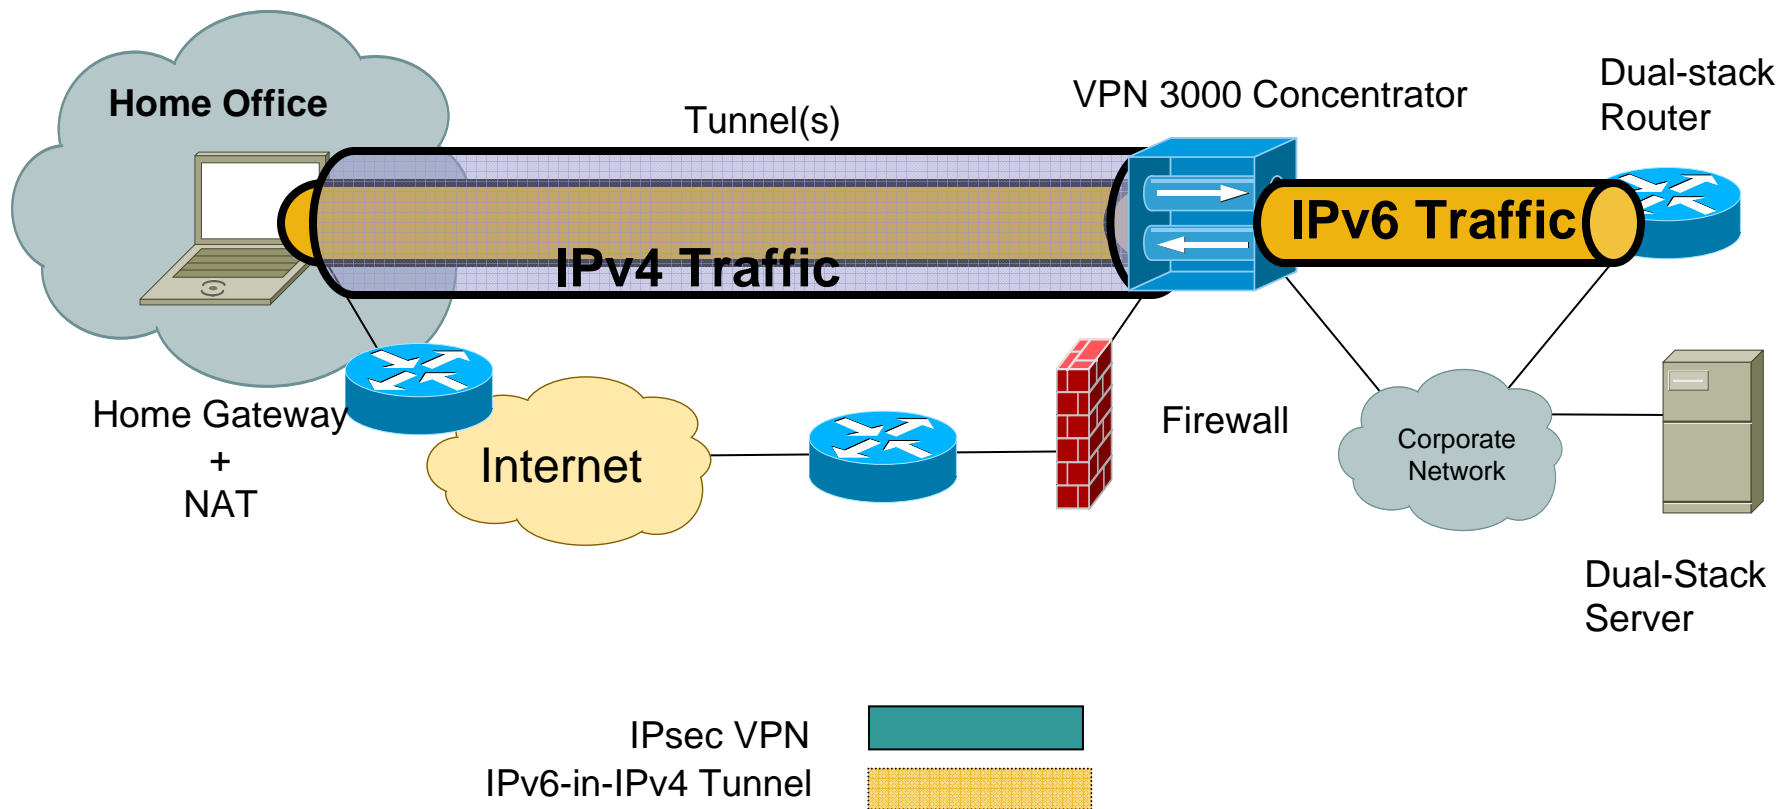 Home Office
Tunnel(s)
VPN 3000 Concentrator
Dual-stack
Router
IPv4 Traffic
IPv6 Traffic
Home Gateway
+
NAT
Internet
Firewall
Corporate
Network
Dual-Stack
Server
IPsec VPN
IPv6-in-IPv4 Tunnel